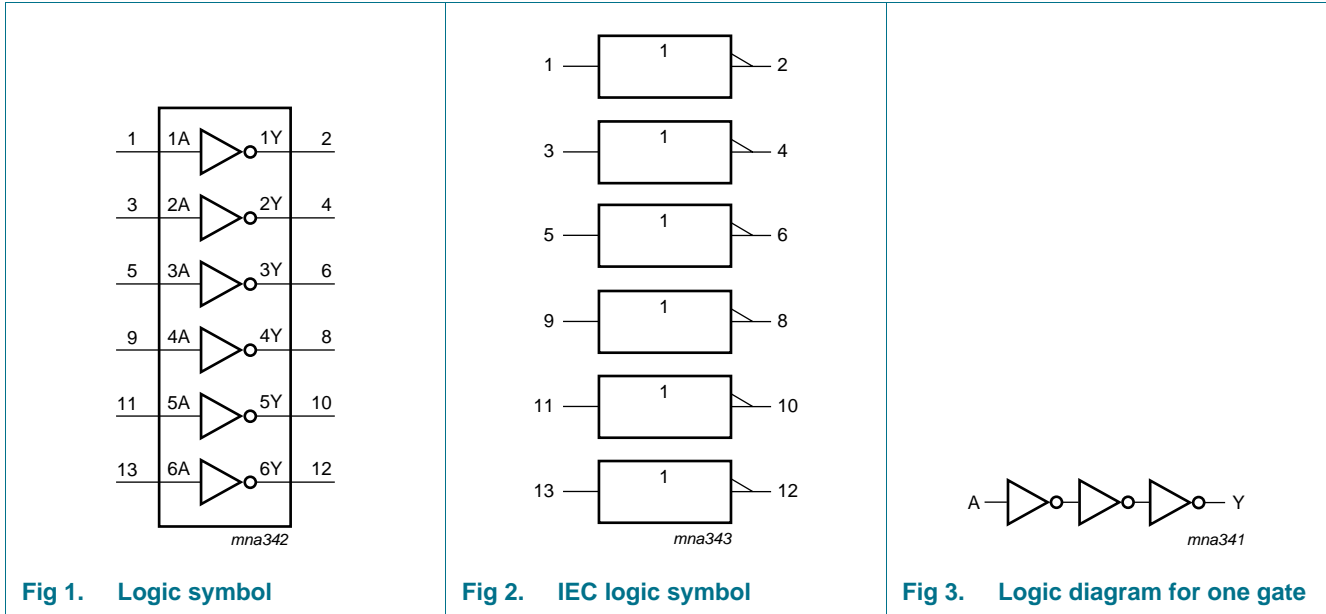 1 1A 1Y 2
3 2A 2Y 4
5 3A 3Y 6
9 4A 4Y 8
11 5A 5Y 10
13 6A 6Y 12
mna342
Fig 1. Logic symbol
1 1 2
3 1 4
5 1 6
9 1 8
11 1 10
13 1 12
mna343
Fig 2. IEC logic symbol
A Y
mna341
Fig 3. Logic diagram for one gate